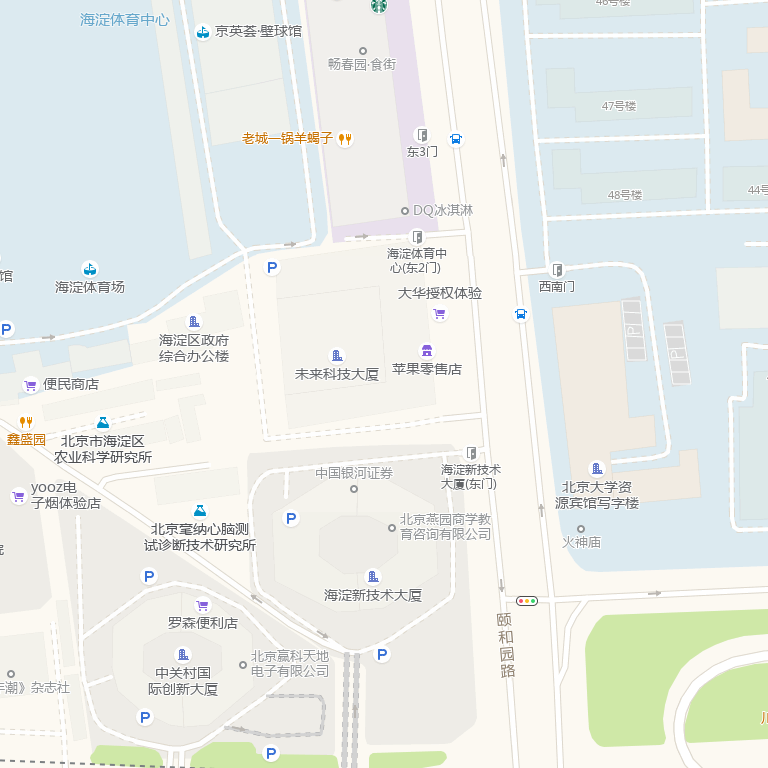 46号楼
海淀体育中心
京英荟·壁球馆
畅春园·食街
47号楼
老城一锅羊蝎子
东3门
48号楼
DQ冰淇淋
海淀体育中
心(东2门)
P
馆
海淀体育场
西南门
大华授权体验
P
海淀区政府
综合办公楼
未来科技大厦
苹果零售店
便民商店
鑫盛园
北京市海淀区
农业科学研究所
中国银河证券
海淀新技术
大厦(东门)
yooz电
子烟体验店
北京大学资
源宾馆写字楼
P
北京燕园商学教
育咨询有限公司
北京毫纳心脑测
试诊断技术研究所
火神庙
院
P
海淀新技术大厦
罗森便利店
颐和园路
P
北京赢科天地
电子有限公司
中关村国
际创新大厦
年潮》杂志社
P
P